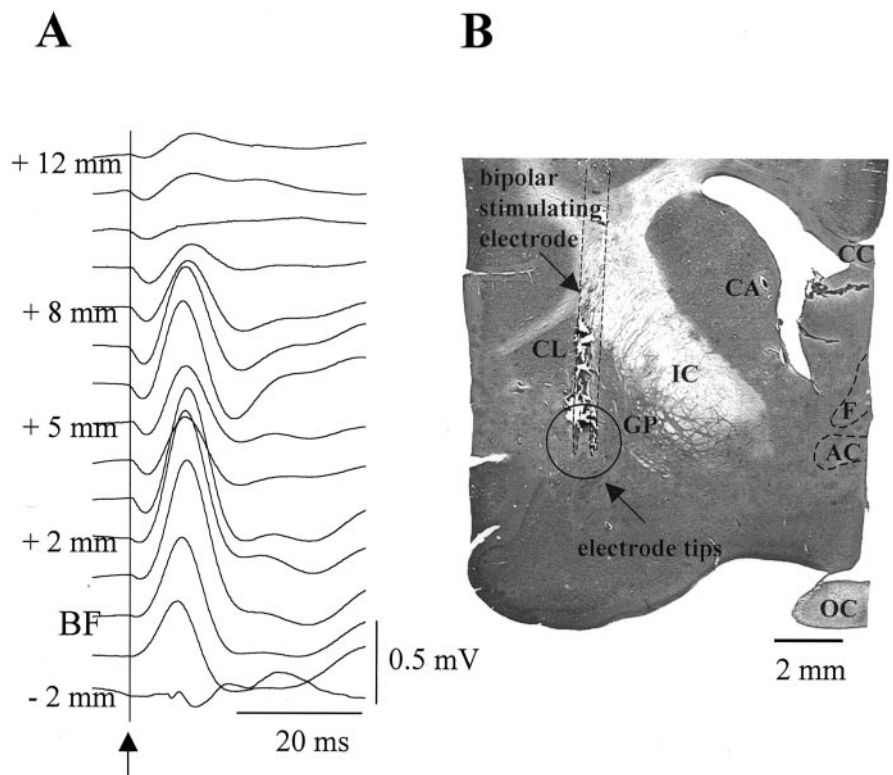 A
+ 12 mm
+ 8 mm
+ 5 mm
+ 2 mm
BF
- 2 mm
0.5 mV
20 ms
B
bipolar
stimulating
electrode
CC
CA
CL
IC
GP
F
AC
electrode tips
OC
2 mm